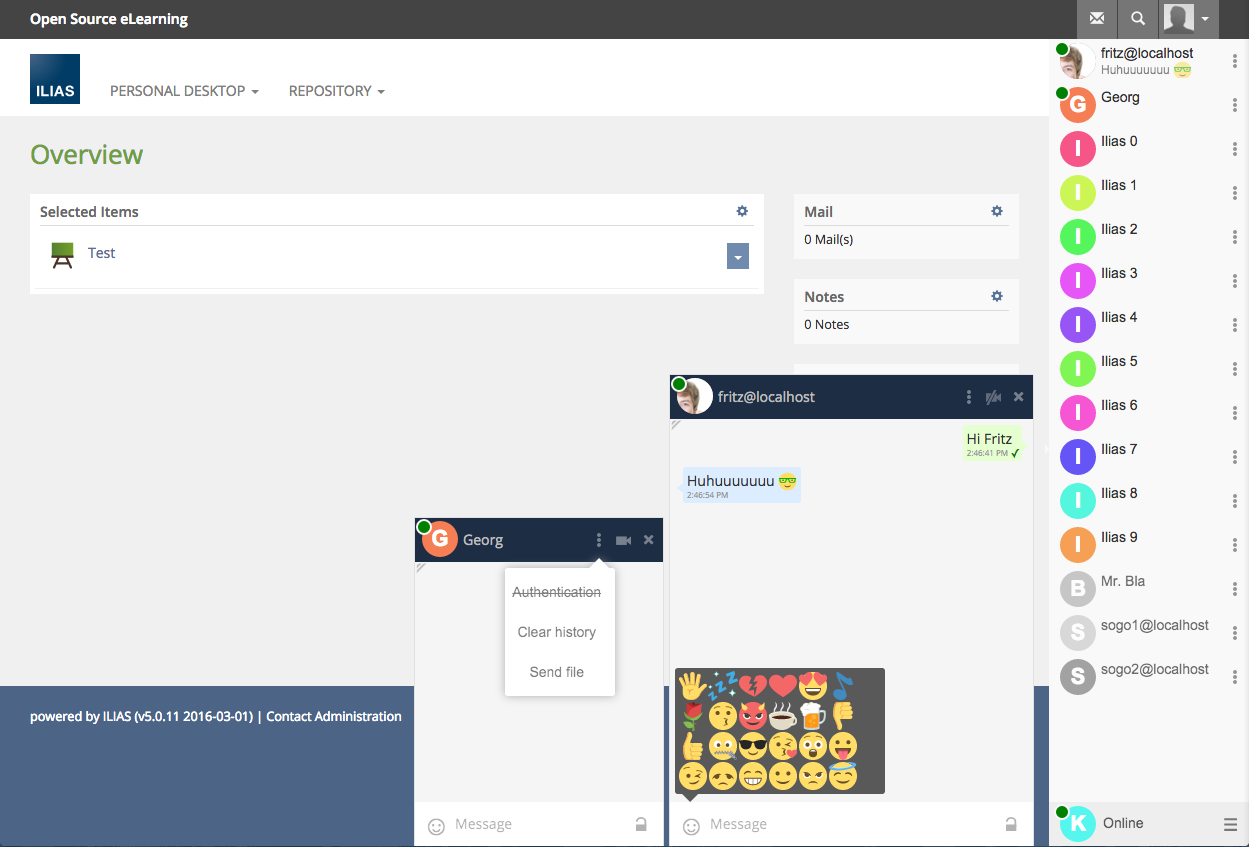 Open Source eLearning
ILIAS
PERSONAL DESKTOP
REPOSITORY
Overview
Selected Items
Test
Mail
0 Mail(s)
Notes
0 Notes
fritz@localhost
Hi Fritz
2:46:41 PM
Huhuuuuuuu
2:46:54 PM
Message
G
Georg
Authentication
Clear history
Send file
Message
powered by ILIAS (v5.0.11 2016-03-01) | Contact Administration
fritz@localhost
Huhuuuuuuu
G
Georg
I
Ilias 0
I
Ilias 1
I
Ilias 2
I
Ilias 3
I
Ilias 4
I
Ilias 5
I
Ilias 6
I
Ilias 7
I
Ilias 8
I
Ilias 9
B
Mr. Bla
S
sogo1@localhost
S
sogo2@localhost
K
Online